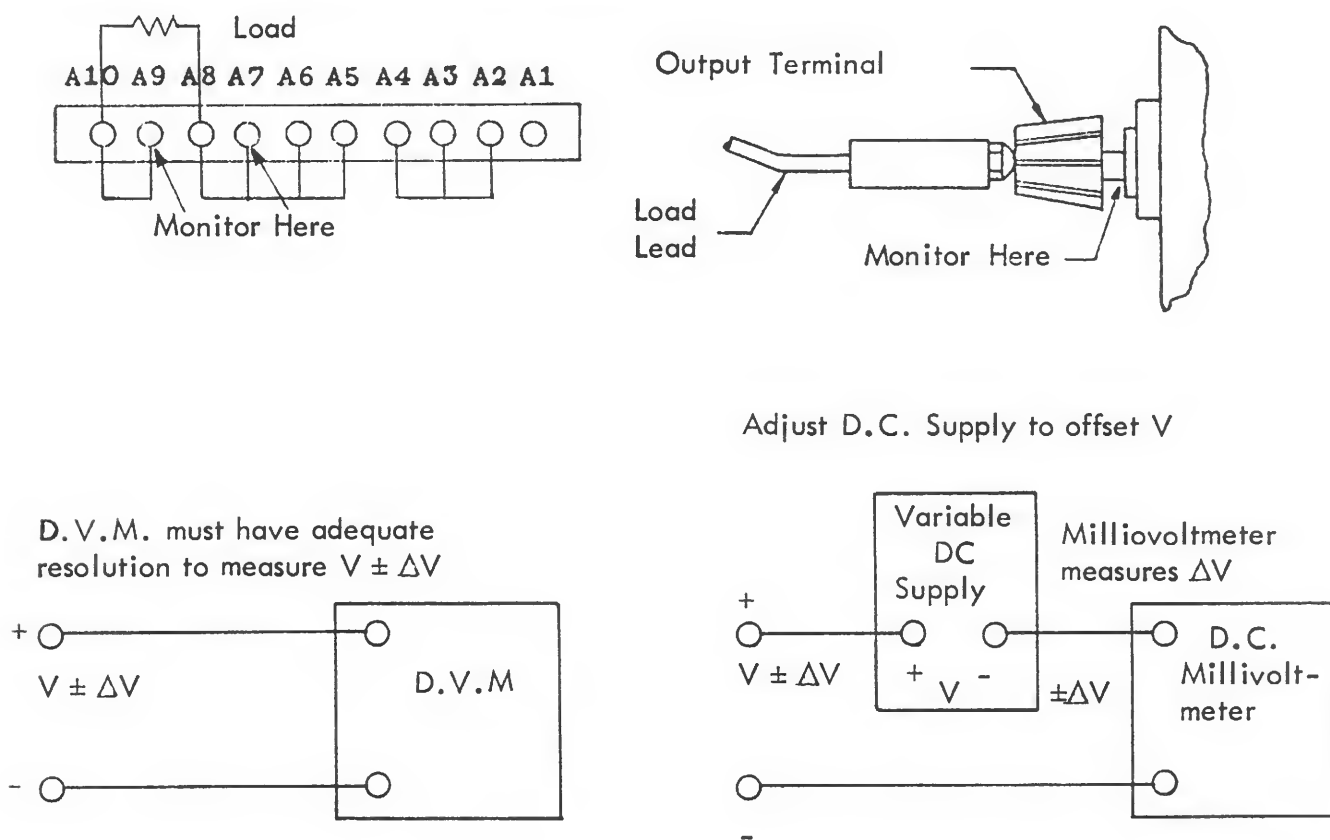 Load
A10 A9 A8 A7 A6 A5 A4 A3 A2 A1
Monitor Here
Output Terminal
Load
Lead
Monitor Here
D.V.M. must have adequate
resolution to measure V ± ΔV
+
V ± ΔV
-
D.V.M
Adjust D.C. Supply to offset V
Variable
DC
Supply
+ V -
Milliovoltmeter
measures ΔV
+
V ± ΔV
-
±ΔV
D.C.
Millivolt-
meter